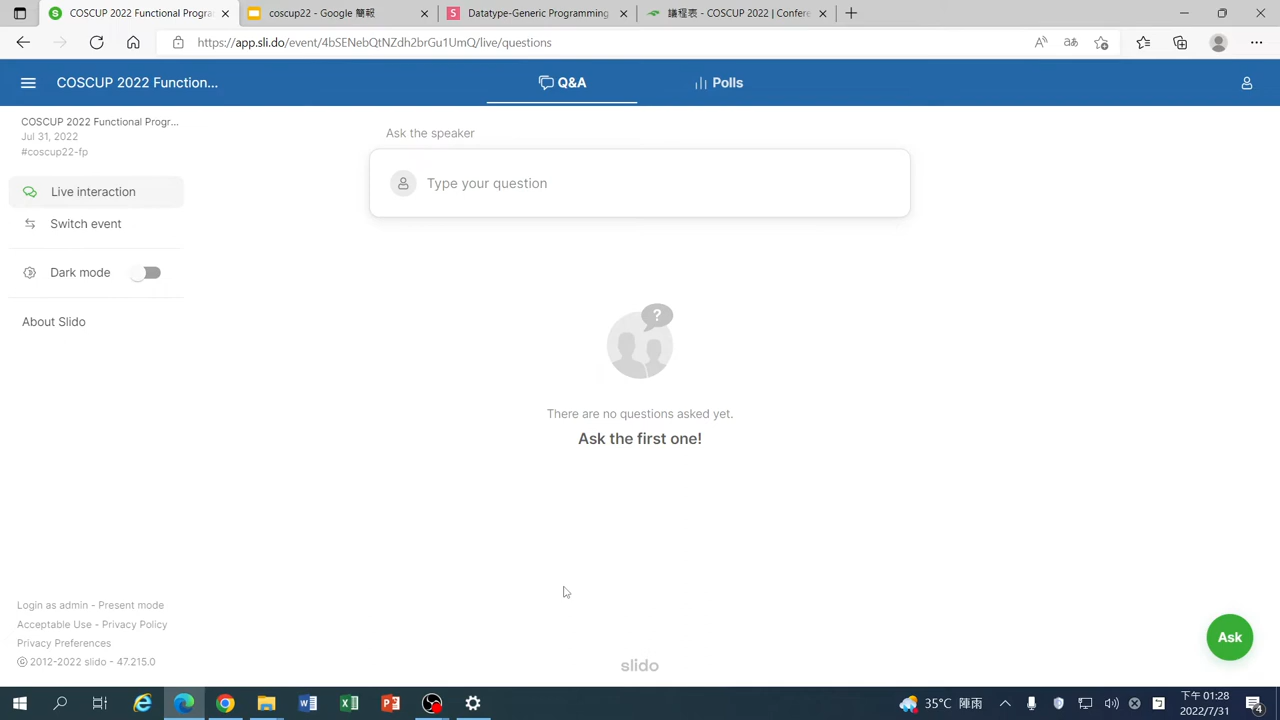 COSCUP 2022 Functional Progra
coscup22 - Google 簡報
Datatype-Generic Programming
議程表 - COSCUP 2022 | Confere
https://app.sli.do/event/4bSENebQtNZdh2brGu1UmQ/live/questions
COSCUP 2022 Function...
Q&A
Polls
COSCUP 2022 Functional Progr...
Jul 31, 2022
#coscup22-fp
Live interaction
Switch event
Dark mode
About Slido
Ask the speaker
Type your question
?
There are no questions asked yet.
Ask the first one!
Login as admin - Present mode
Acceptable Use - Privacy Policy
Privacy Preferences
© 2012-2022 slido - 47.215.0
slido
Ask
35°C 陣雨
下午 01:28
2022/7/31
4